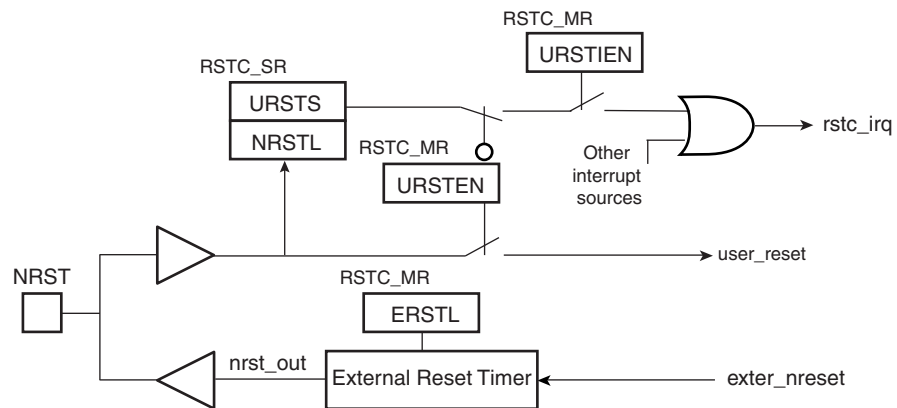 RSTC_MR
URSTIEN
RSTC_SR
URSTS
NRSTL
RSTC_MR
URSTEN
rstc_irq
Other
interrupt
sources
user_reset
NRST
RSTC_MR
ERSTL
nrst_out
External Reset Timer
exter_nreset